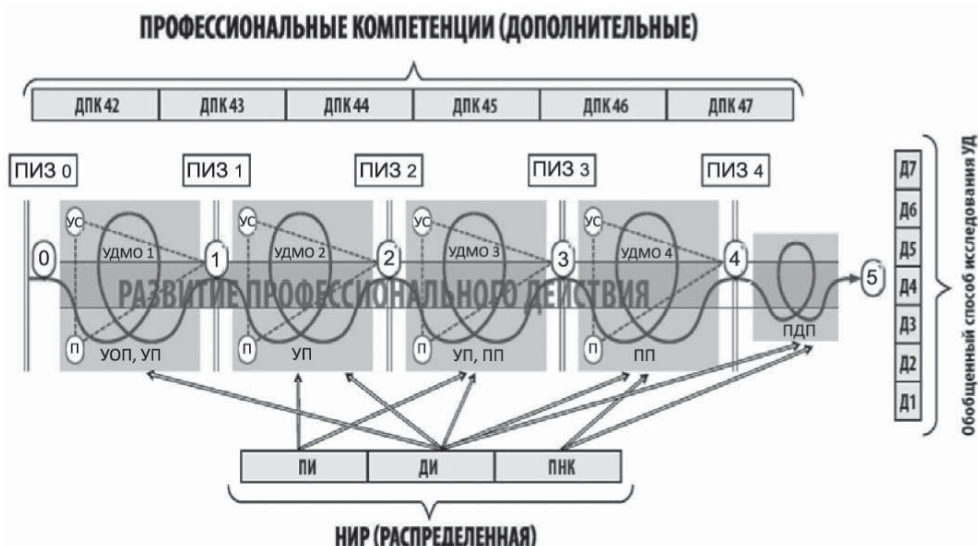 ПРОФЕССИОНАЛЬНЫЕ КОМПЕТЕНЦИИ (ДОПОЛНИТЕЛЬНЫЕ)
ДПК 42 ДПК 43 ДПК 44 ДПК 45 ДПК 46 ДПК 47
ПИЗ 0 ПИЗ 1 ПИЗ 2 ПИЗ 3 ПИЗ 4
УС УС УС УС
УДМО 1 УДМО 2 УДМО 3 УДМО 4
0 1 2 3 4 5
РАЗВИТИЕ ПРОФЕССИОНАЛЬНОГО ДЕЙСТВИЯ
П П П П
ПДП
УОП, УП УП УП, ПП ПП
Д7
Д6
Д5
Д4
Д3
Д2
Д1
Обобщенный способ исследования УД
ПИ ДИ ПНК
НИР (РАСПРЕДЕЛЕННАЯ)